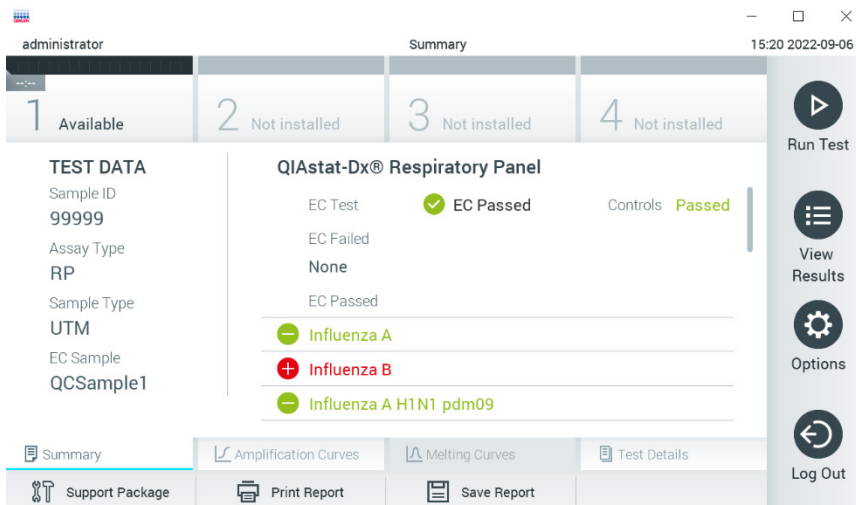 QIAGEN
administrator Summary 15:20 2022-09-06
--:--
1 Available
2 Not installed
3 Not installed
4 Not installed
Run Test
View Results
Options
Log Out
TEST DATA
Sample ID
99999
Assay Type
RP
Sample Type
UTM
EC Sample
QCSample1
QIAstat-Dx® Respiratory Panel
EC Test EC Passed Controls Passed
EC Failed
None
EC Passed
Influenza A
Influenza B
Influenza A H1N1 pdm09
Summary Amplification Curves Melting Curves Test Details
Support Package Print Report Save Report